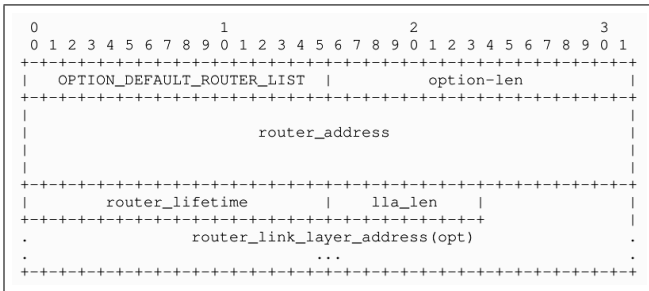 0                   1                   2                   3
 0 1 2 3 4 5 6 7 8 9 0 1 2 3 4 5 6 7 8 9 0 1 2 3 4 5 6 7 8 9 0 1
+-+-+-+-+-+-+-+-+-+-+-+-+-+-+-+-+-+-+-+-+-+-+-+-+-+-+-+-+-+-+-+-+
|   OPTION_DEFAULT_ROUTER_LIST  |          option-len           |
+-+-+-+-+-+-+-+-+-+-+-+-+-+-+-+-+-+-+-+-+-+-+-+-+-+-+-+-+-+-+-+-+
|                                                               |
|                        router_address                         |
|                                                               |
|                                                               |
+-+-+-+-+-+-+-+-+-+-+-+-+-+-+-+-+-+-+-+-+-+-+-+-+-+-+-+-+-+-+-+-+
|        router_lifetime        |    lla_len    |               |
+-+-+-+-+-+-+-+-+-+-+-+-+-+-+-+-+-+-+-+-+-+-+-+-+               |
.                 router_link_layer_address(opt)                .
.                              ...                              .
+-+-+-+-+-+-+-+-+-+-+-+-+-+-+-+-+-+-+-+-+-+-+-+-+-+-+-+-+-+-+-+-+